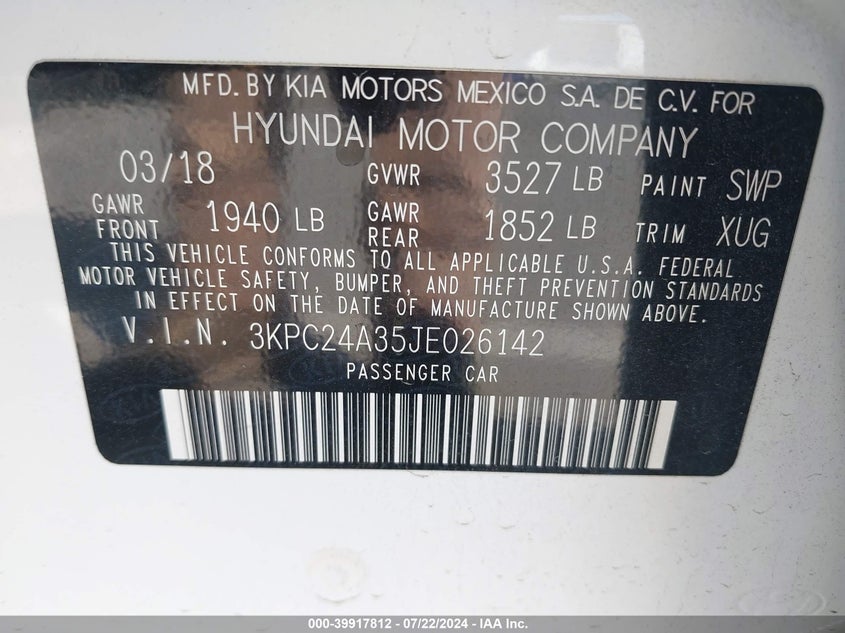 MFD. BY KIA MOTORS MEXICO S.A. DE C.V. FOR
HYUNDAI MOTOR COMPANY
03/18 GVWR 3527 LB PAINT SWP
GAWR FRONT 1940 LB GAWR REAR 1852 LB TRIM XUG
THIS VEHICLE CONFORMS TO ALL APPLICABLE U.S.A. FEDERAL
MOTOR VEHICLE SAFETY, BUMPER, AND THEFT PREVENTION STANDARDS
IN EFFECT ON THE DATE OF MANUFACTURE SHOWN ABOVE.
V.I.N. 3KPC24A35JE026142
PASSENGER CAR
000-39917812 - 07/22/2024 - IAA Inc.